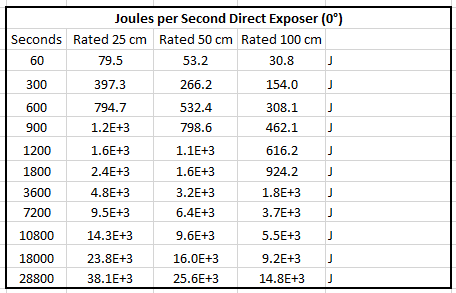 Joules per Second Direct Exposer (0°)
Seconds Rated 25 cm Rated 50 cm Rated 100 cm
60 79.5 53.2 30.8 J
300 397.3 266.2 154.0 J
600 794.7 532.4 308.1 J
900 1.2E+3 798.6 462.1 J
1200 1.6E+3 1.1E+3 616.2 J
1800 2.4E+3 1.6E+3 924.2 J
3600 4.8E+3 3.2E+3 1.8E+3 J
7200 9.5E+3 6.4E+3 3.7E+3 J
10800 14.3E+3 9.6E+3 5.5E+3 J
18000 23.8E+3 16.0E+3 9.2E+3 J
28800 38.1E+3 25.6E+3 14.8E+3 J